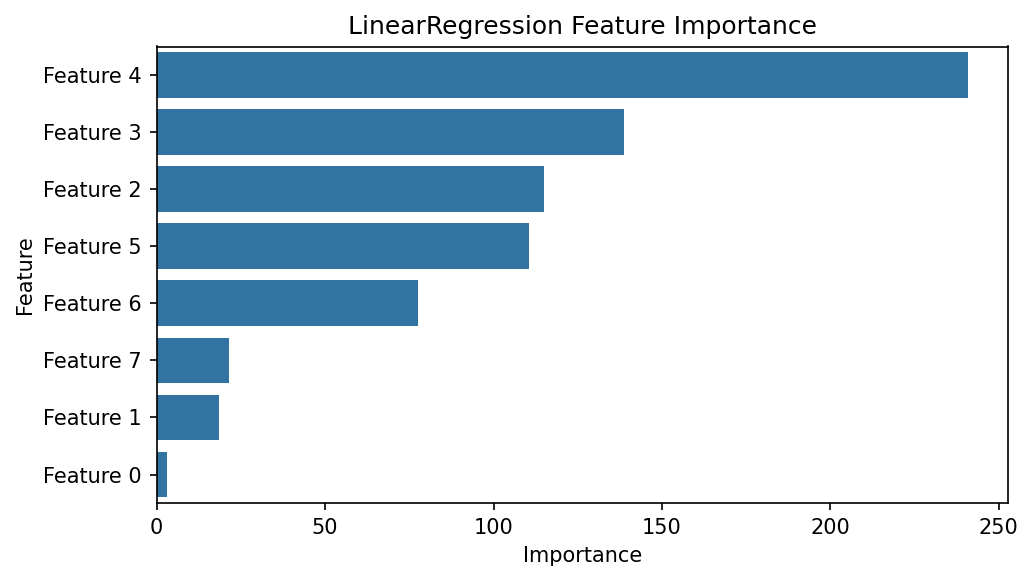 LinearRegression Feature Importance
Feature 4
Feature 3
Feature 2
Feature 5
Feature 6
Feature 7
Feature 1
Feature 0
Feature
0 50 100 150 200 250
Importance